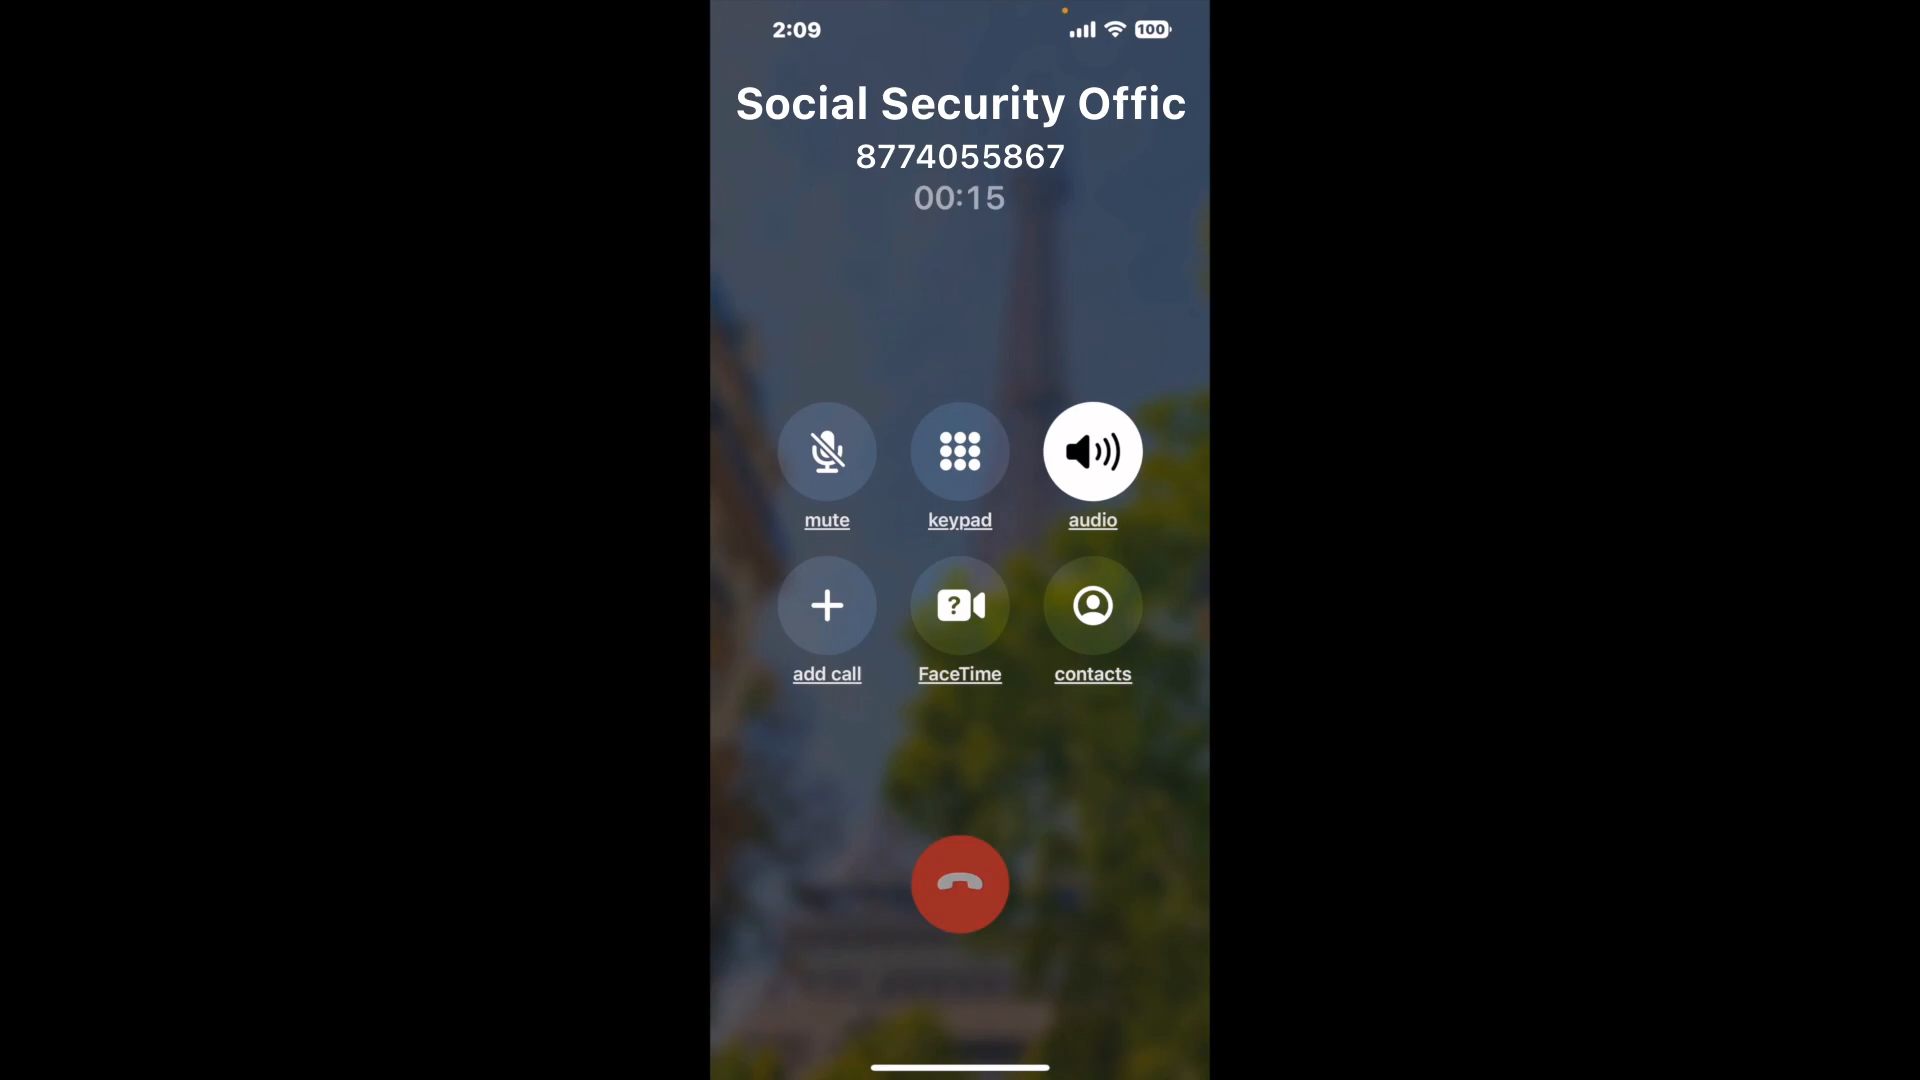 2:09
100
Social Security Offic
8774055867
00:15
mute
keypad
audio
?
add call
FaceTime
contacts